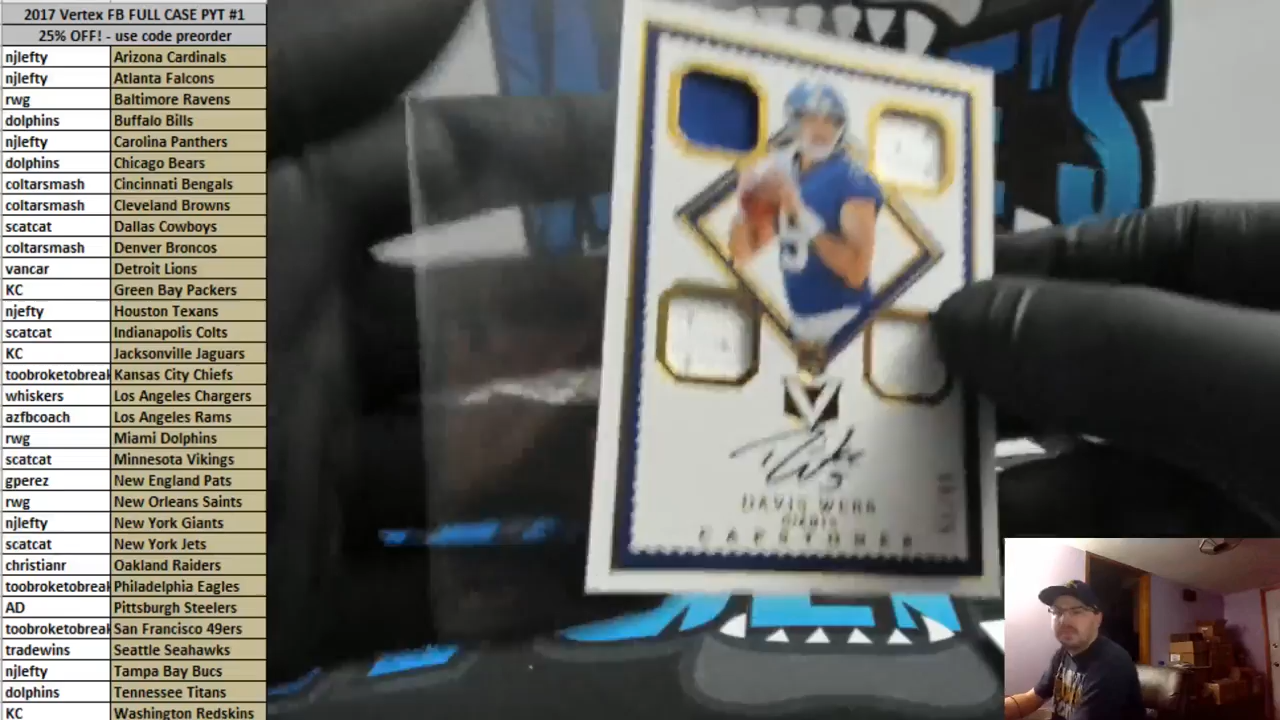 2017 Vertex FB FULL CASE PYT #1
25% OFF! - use code preorder
njlefty Arizona Cardinals
njlefty Atlanta Falcons
rwg Baltimore Ravens
dolphins Buffalo Bills
njlefty Carolina Panthers
dolphins Chicago Bears
coltarsmash Cincinnati Bengals
coltarsmash Cleveland Browns
scatcat Dallas Cowboys
coltarsmash Denver Broncos
vancar Detroit Lions
KC Green Bay Packers
njefty Houston Texans
scatcat Indianapolis Colts
KC Jacksonville Jaguars
toobroketobreak Kansas City Chiefs
whiskers Los Angeles Chargers
azfbcoach Los Angeles Rams
rwg Miami Dolphins
scatcat Minnesota Vikings
gperez New England Pats
rwg New Orleans Saints
njlefty New York Giants
scatcat New York Jets
christianr Oakland Raiders
toobroketobreak Philadelphia Eagles
AD Pittsburgh Steelers
toobroketobreak San Francisco 49ers
tradewins Seattle Seahawks
njlefty Tampa Bay Bucs
dolphins Tennessee Titans
KC Washington Redskins
DAVIS WEBB
GIANTS
CAPSTONES